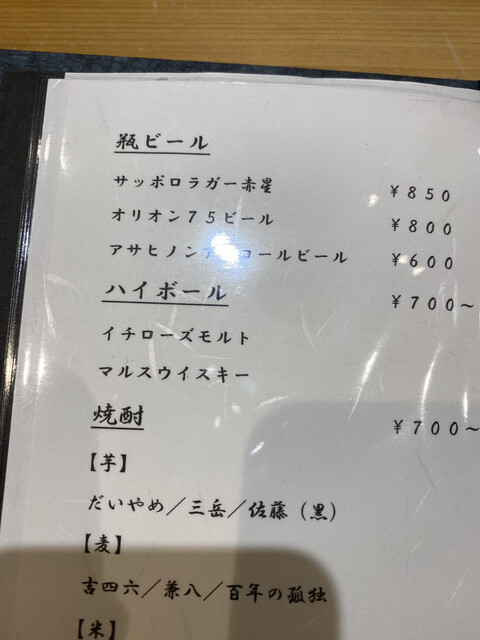 瓶ビール
サッポロラガー赤星 ¥850
オリオン75ビール ¥800
アサヒノンアルコールビール ¥600
ハイボール ¥700~
イチローズモルト
マルスウイスキー
焼酎 ¥700~
【芋】
だいやめ/三岳/佐藤(黒)
【麦】
吉四六/兼八/百年の孤独
【米】